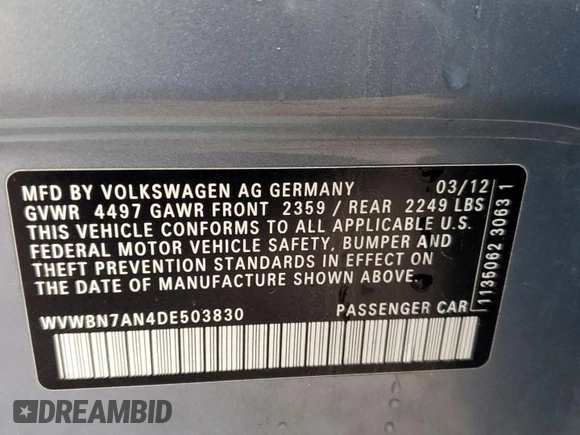 MFD BY VOLKSWAGEN AG GERMANY 03/12
GVWR 4497 GAWR FRONT 2359 / REAR 2249 LBS
THIS VEHICLE CONFORMS TO ALL APPLICABLE U.S.
FEDERAL MOTOR VEHICLE SAFETY, BUMPER AND
THEFT PREVENTION STANDARDS IN EFFECT ON
THE DATE OF MANUFACTURE SHOWN ABOVE.
WVWBN7AN4DE503830 PASSENGER CAR
1135062 3063 1
DREAMBID